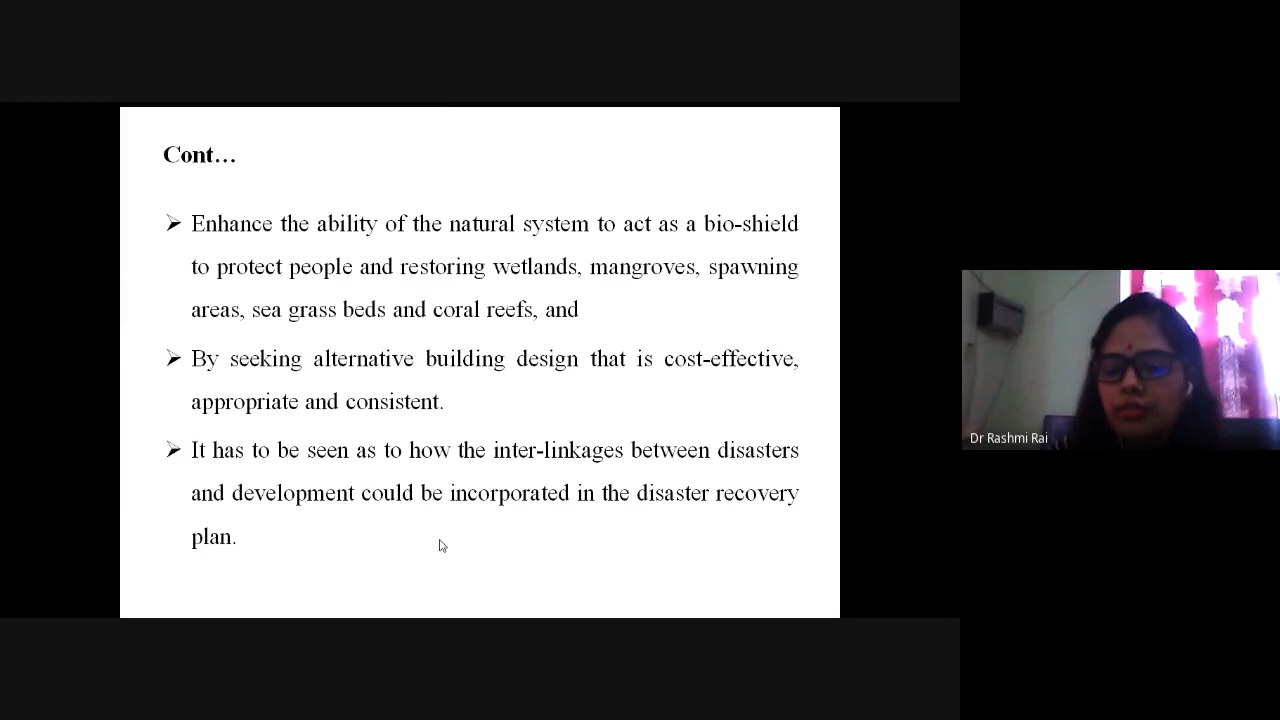 Cont…
➢ Enhance the ability of the natural system to act as a bio-shield
to protect people and restoring wetlands, mangroves, spawning
areas, sea grass beds and coral reefs, and
➢ By seeking alternative building design that is cost-effective,
appropriate and consistent.
➢ It has to be seen as to how the inter-linkages between disasters
and development could be incorporated in the disaster recovery
plan.
Dr Rashmi Rai